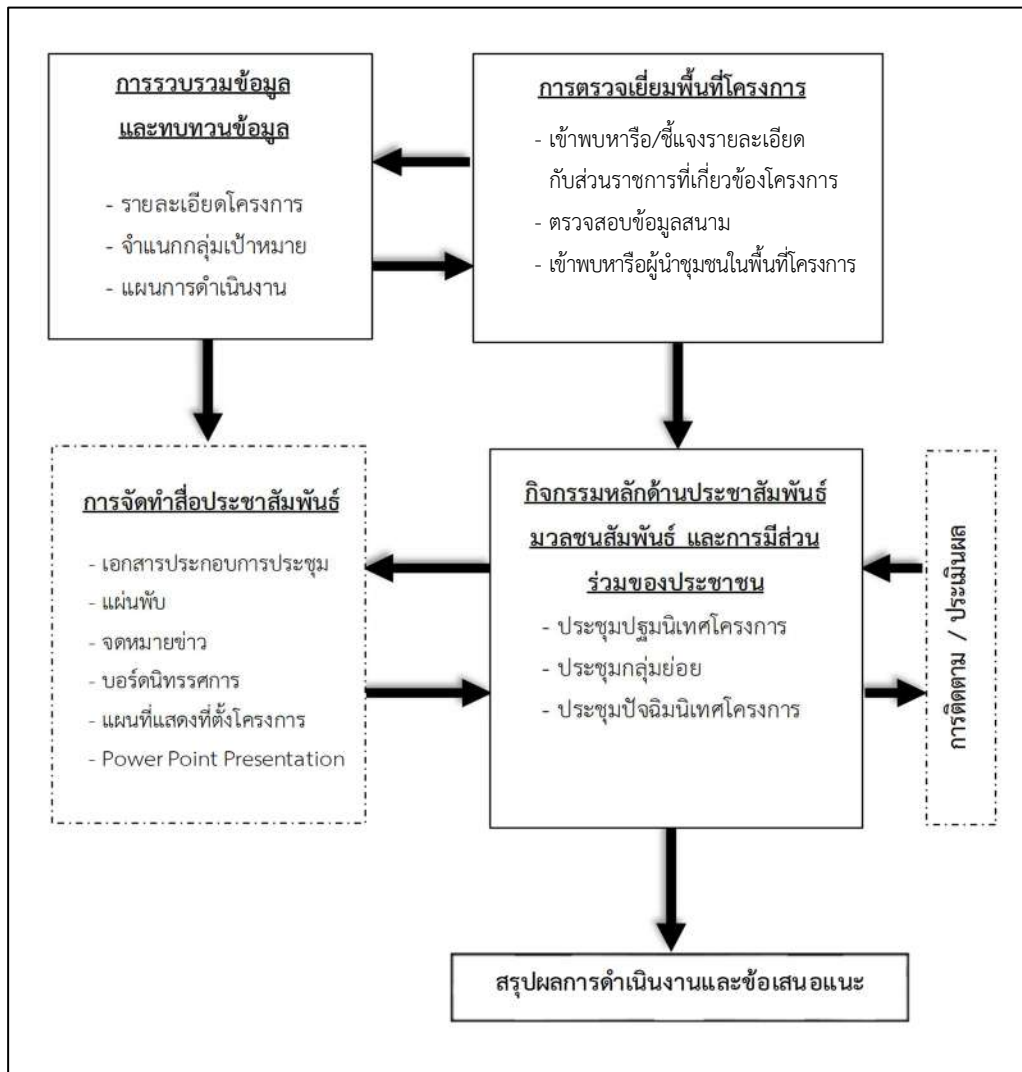 การรวบรวมข้อมูล
และทบทวนข้อมูล
- รายละเอียดโครงการ
- จำแนกกลุ่มเป้าหมาย
- แผนการดำเนินงาน
การตรวจเยี่ยมพื้นที่โครงการ
- เข้าพบหารือ/ชี้แจงรายละเอียด
กับส่วนราชการที่เกี่ยวข้องโครงการ
- ตรวจสอบข้อมูลสนาม
- เข้าพบหารือผู้นำชุมชนในพื้นที่โครงการ
การจัดทำสื่อประชาสัมพันธ์
- เอกสารประกอบการประชุม
- แผ่นพับ
- จดหมายข่าว
- บอร์ดนิทรรศการ
- แผนที่แสดงที่ตั้งโครงการ
- Power Point Presentation
กิจกรรมหลักด้านประชาสัมพันธ์
มวลชนสัมพันธ์ และการมีส่วน
ร่วมของประชาชน
- ประชุมปฐมนิเทศโครงการ
- ประชุมกลุ่มย่อย
- ประชุมปัจฉิมนิเทศโครงการ
การติดตาม / ประเมินผล
สรุปผลการดำเนินงานและข้อเสนอแนะ